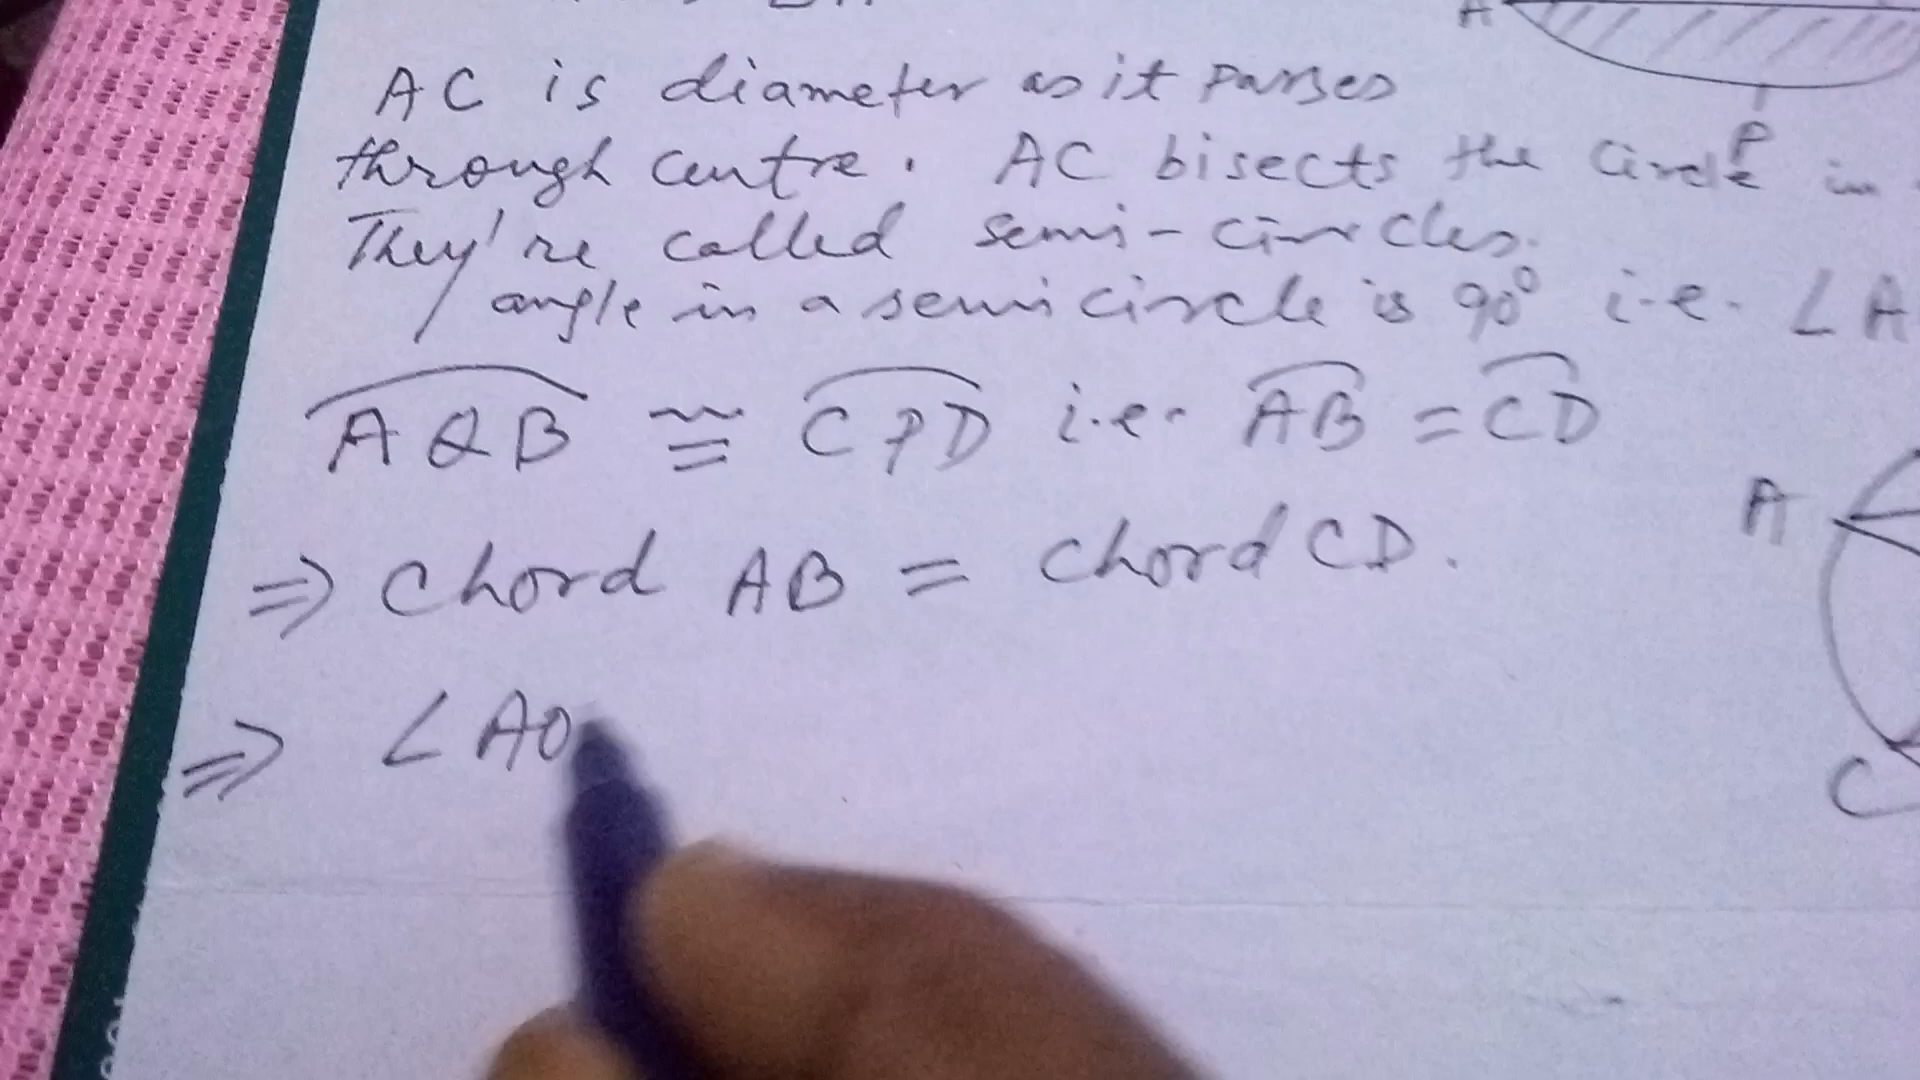 A
AC is diameter as it passes
P
through centre. AC bisects the circle in
They're called semi-circles.
angle in a semicircle is 90° i.e. ∠A
AQB ≅ CPD i.e. AB = CD
A
⇒ Chord AB = Chord CD.
⇒ ∠AO
C